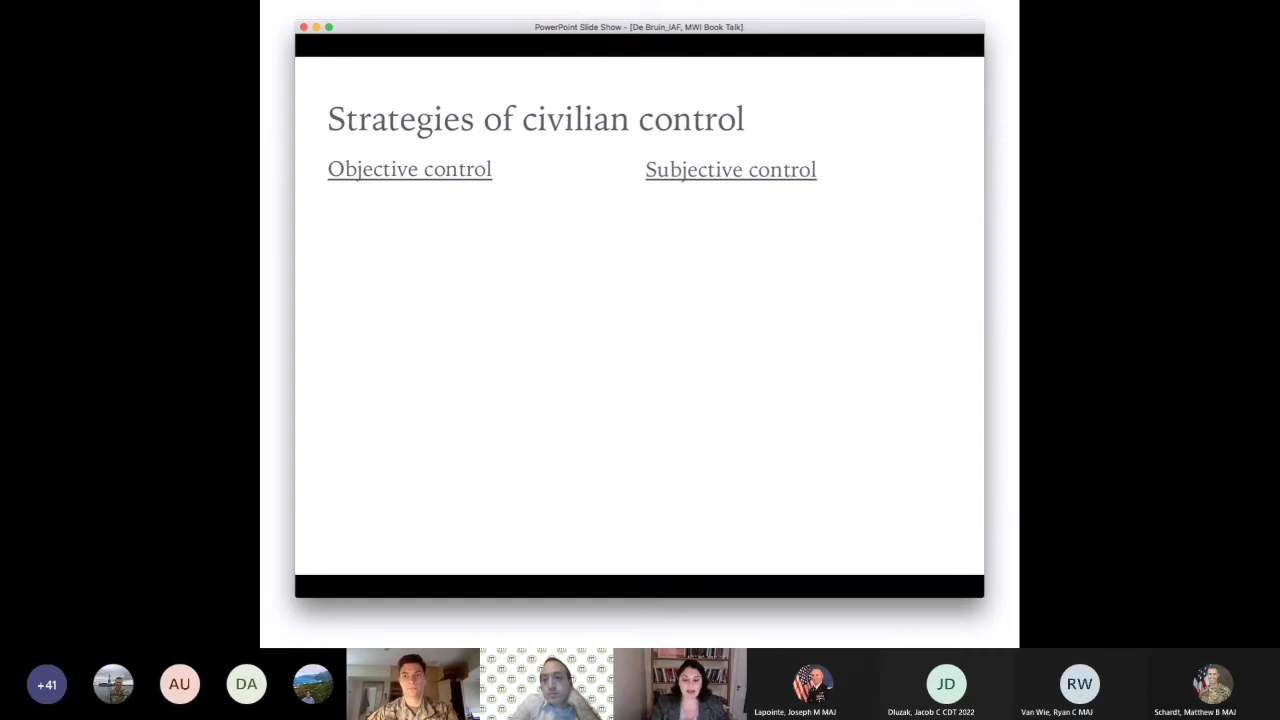 PowerPoint Slide Show - [De Bruin_IAF, MWI Book Talk]
Strategies of civilian control
Objective control
Subjective control
+41
AU
DA
Lapointe, Joseph M MAJ
JD
Dluzak, Jacob C CDT 2022
RW
Van Wie, Ryan C MAJ
Schardt, Matthew B MAJ